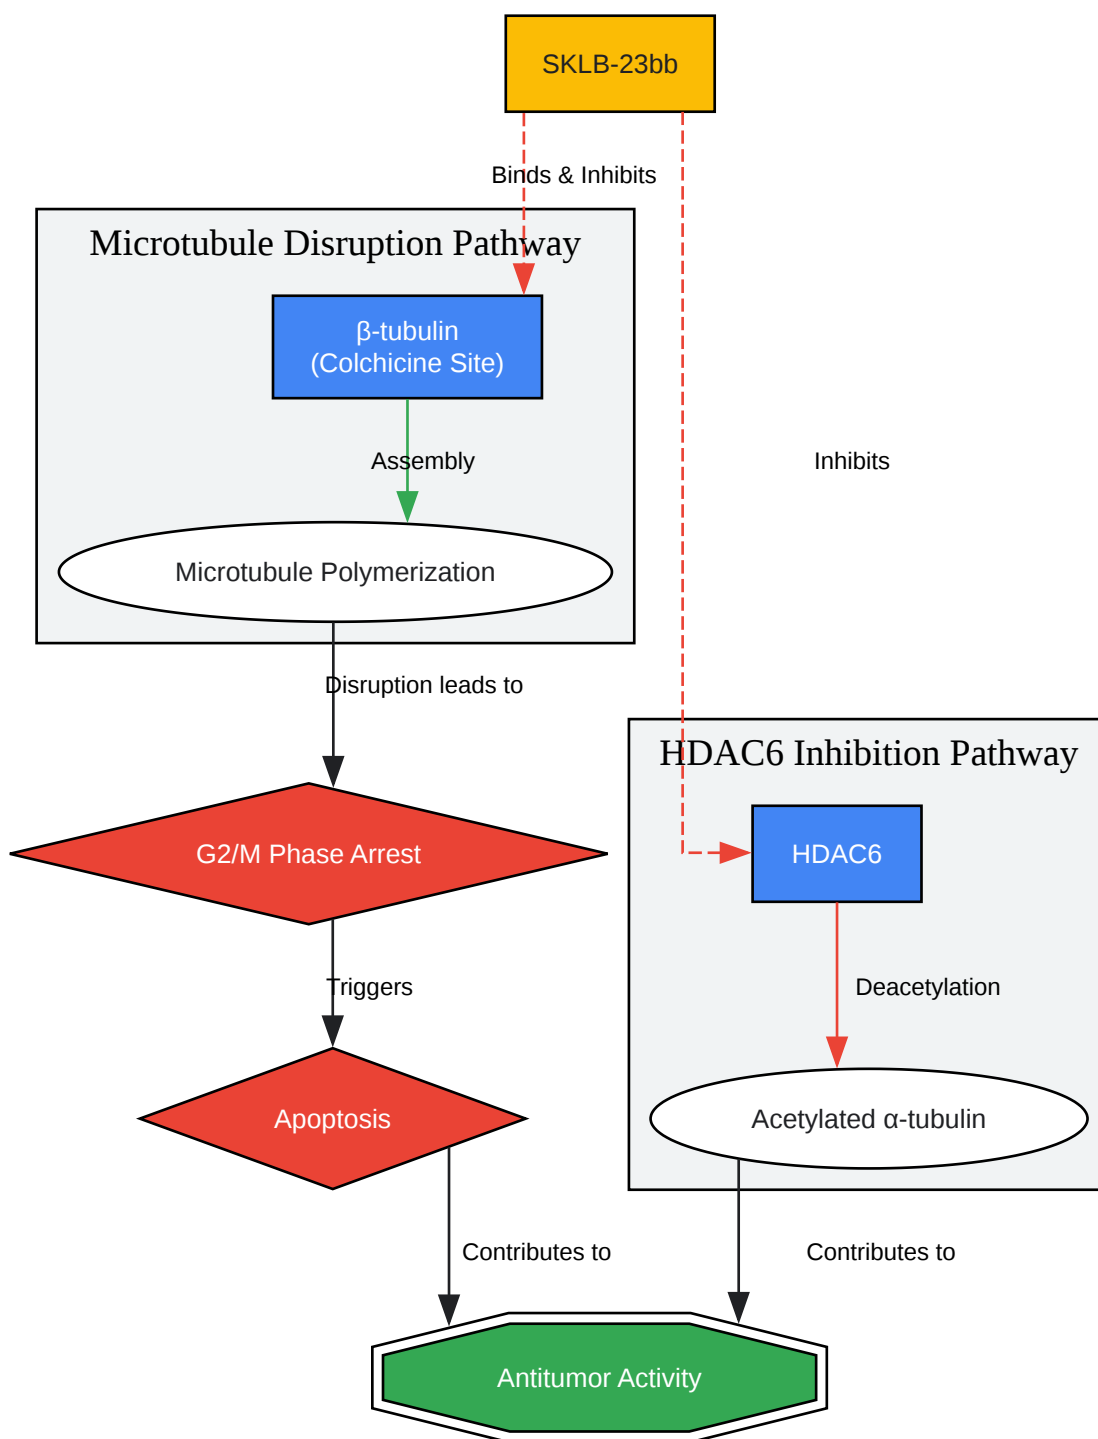 SKLB-23bb
Binds & Inhibits
Microtubule Disruption Pathway
β-tubulin
(Colchicine Site)
Assembly
Inhibits
Microtubule Polymerization
Disruption leads to
HDAC6 Inhibition Pathway
G2/M Phase Arrest
HDAC6
Triggers
Deacetylation
Apoptosis
Acetylated α-tubulin
Contributes to
Contributes to
Antitumor Activity